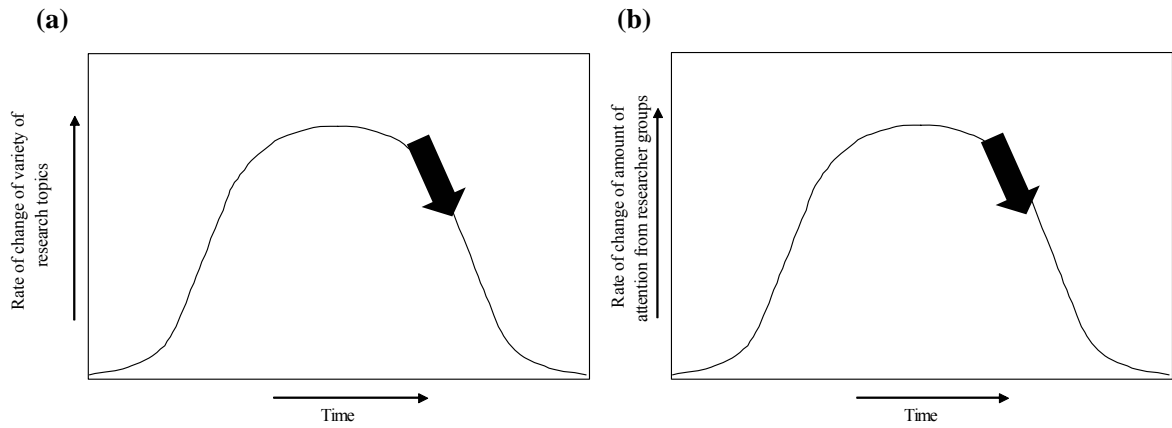 (a)
Rate of change of variety of
research topics
Time
(b)
Rate of change of amount of
attention from researcher groups
Time